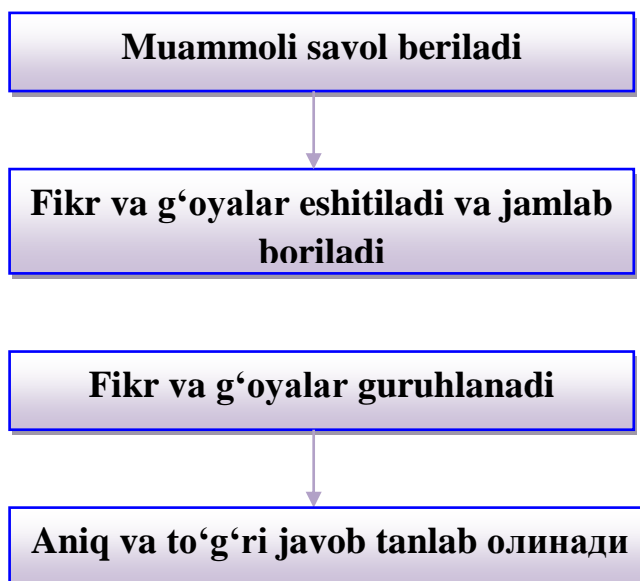 Muammoli savol beriladi
Fikr va g‘oyalar eshitiladi va jamlab
boriladi
Fikr va g‘oyalar guruhlanadi
Aniq va to‘g‘ri javob tanlab олинади